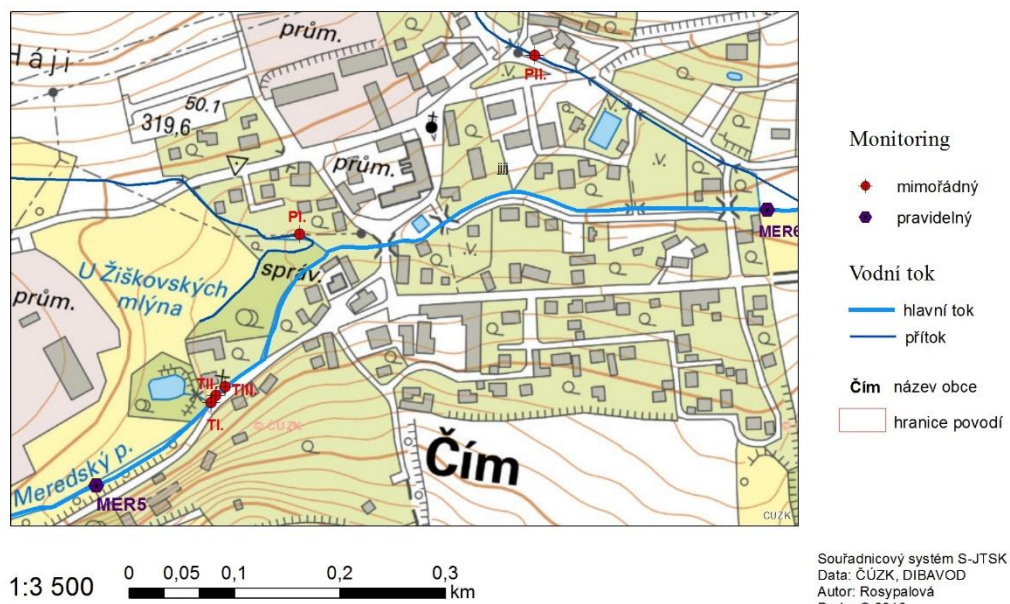 Háji
prům.
50.1
319,6
prům.
jjjj
PII.
.v.
.v.
.v.
PI.
MER6
U Žiškovských
mlýna
správ.
prům.
TII.
TIII.
TI.
© ČÚZK
Meredský p.
MER5
Čím
CUZK
Monitoring
mimořádný
pravidelný
Vodní tok
hlavní tok
přítok
Čím název obce
hranice povodí
1:3 500
0 0,05 0,1 0,2 0,3
km
Souřadnicový systém S-JTSK
Data: ČÚZK, DIBAVOD
Autor: Rosypalová